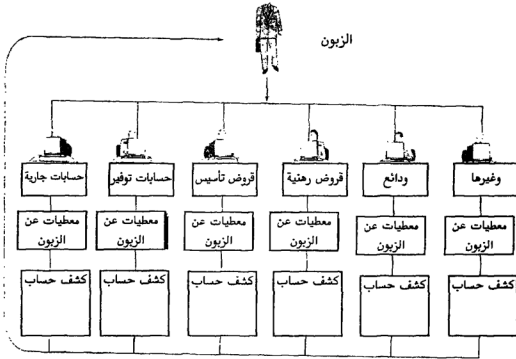 الزبون
وغيرها
ودائع
قروض رهنية
قروض تأسيس
حسابات توفير
حسابات جارية
معطيات عن
الزبون
معطيات عن
الزبون
معطيات عن
الزبون
معطيات عن
الزبون
معطيات عن
الزبون
معطيات عن
الزبون
كشف حساب
كشف حساب
كشف حساب
كشف حساب
كشف حساب
كشف حساب